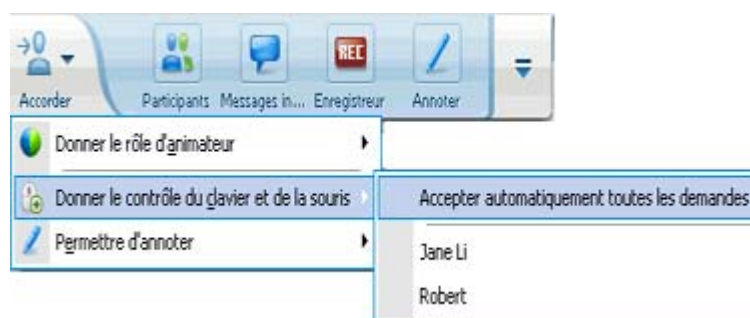 REC
Accorder Participants Messages in... Enregistreur Annoter
Donner le rôle d'animateur
Donner le contrôle du clavier et de la souris
Accepter automatiquement toutes les demandes
Permettre d'annoter
Jane Li
Robert